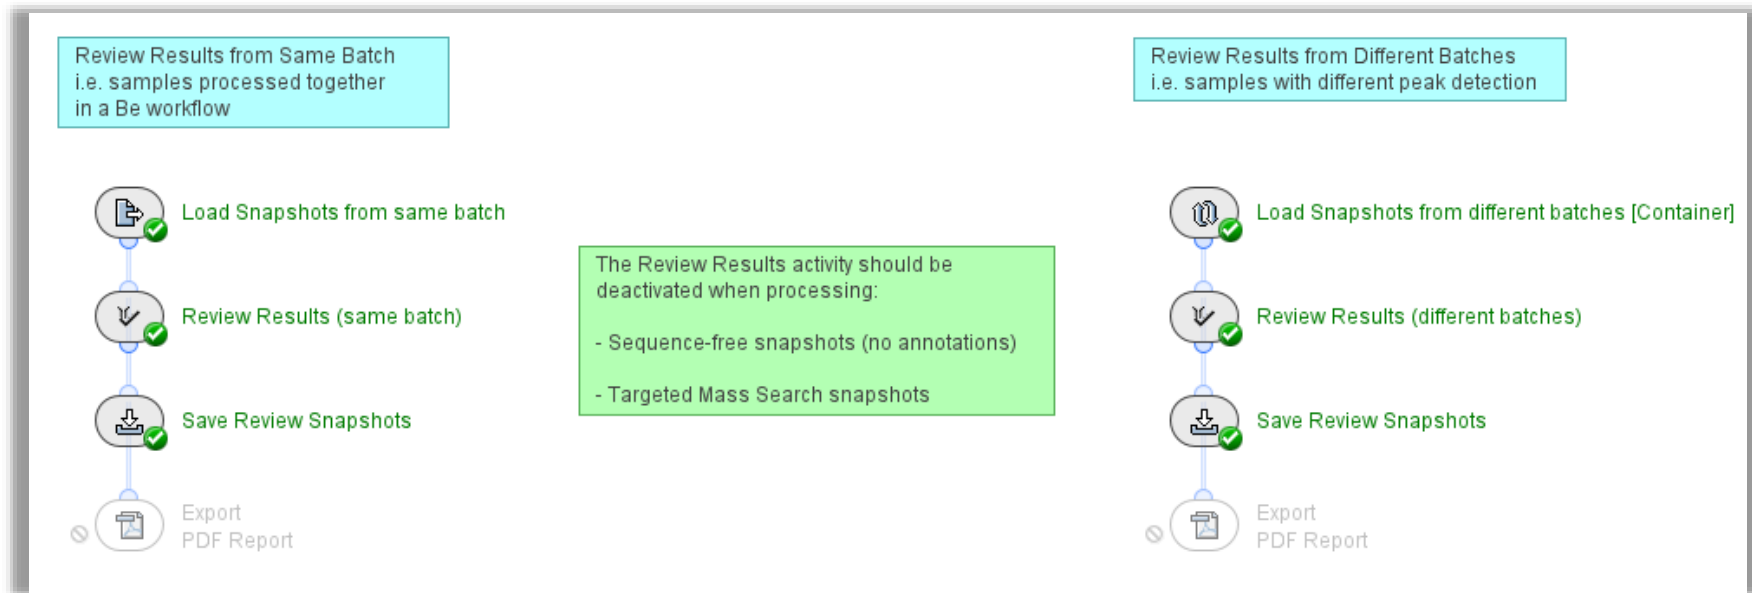 Review Results from Same Batch
i.e. samples processed together
in a Be workflow
Load Snapshots from same batch
Review Results (same batch)
Save Review Snapshots
Export
PDF Report
The Review Results activity should be
deactivated when processing:
- Sequence-free snapshots (no annotations)
- Targeted Mass Search snapshots
Review Results from Different Batches
i.e. samples with different peak detection
Load Snapshots from different batches [Container]
Review Results (different batches)
Save Review Snapshots
Export
PDF Report